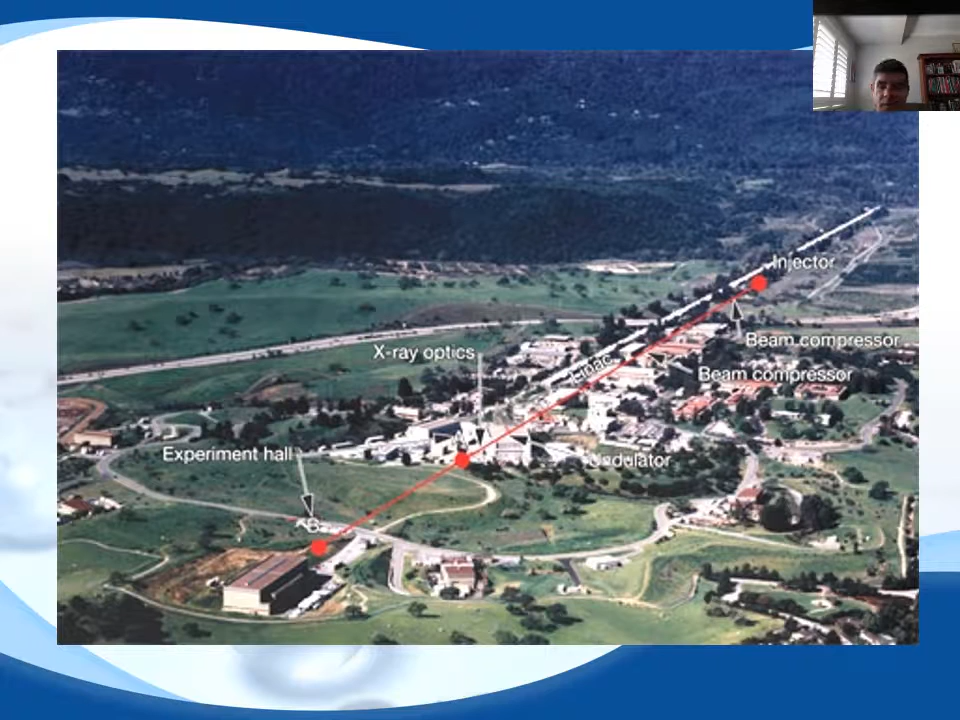 Injector
Beam compressor
X-ray optics
Linac
Beam compressor
Experiment hall
Undulator